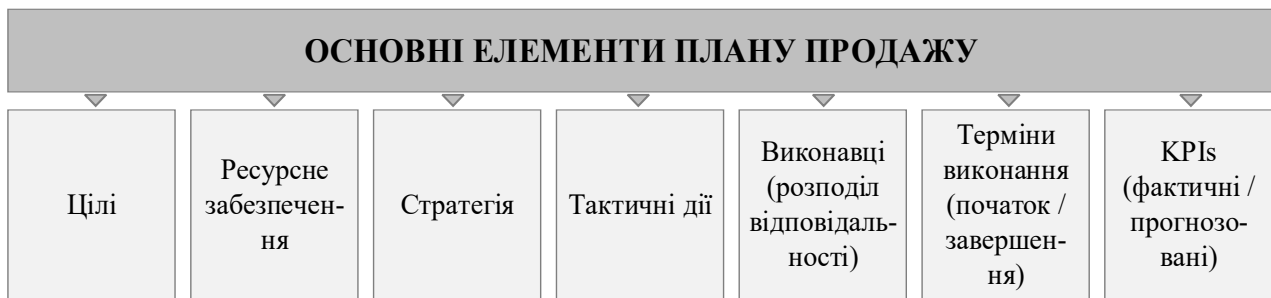 ОСНОВНІ ЕЛЕМЕНТИ ПЛАНУ ПРОДАЖУ
Цілі
Ресурсне
забезпечен-
ня
Стратегія
Тактичні дії
Виконавці
(розподіл
відповідаль-
ності)
Терміни
виконання
(початок /
завершен-
ня)
KPIs
(фактичні /
прогнозо-
вані)